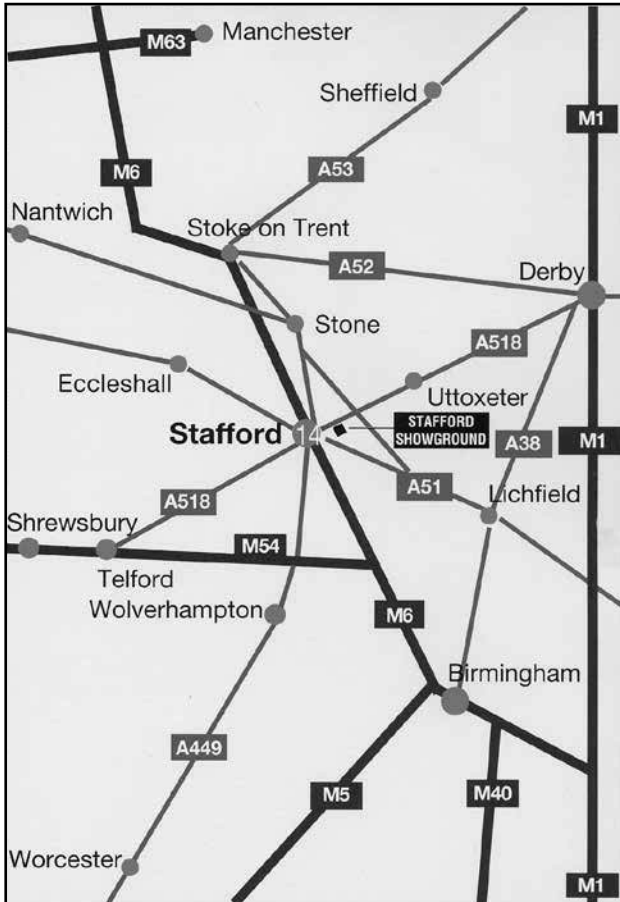 M63
Manchester
Sheffield
M1
M6
A53
Nantwich
Stoke on Trent
A52
Derby
Stone
A518
Eccleshall
Uttoxeter
Stafford
14
STAFFORD
SHOWGROUND
A38
M1
A518
A51
Lichfield
Shrewsbury
M54
Telford
Wolverhampton
M6
Birmingham
A449
M5
M40
Worcester
M1